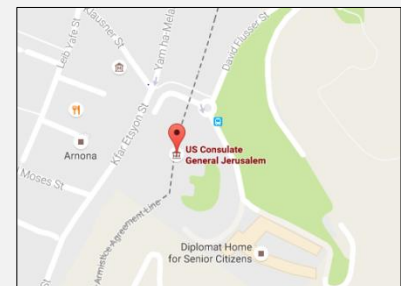 Klausner St
Leib Yafe St
Yam ha-Mela
David Flusser St
Kfar Etsyon St
Arnona
US Consulate
General Jerusalem
Moses St
Armistice Agreement Line
Diplomat Home
for Senior Citizens